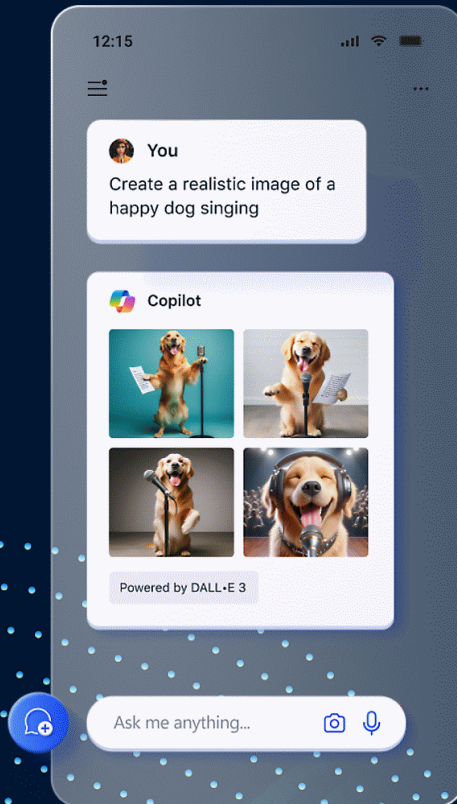 12:15
You
Create a realistic image of a
happy dog singing
Copilot
Powered by DALL•E 3
Ask me anything...